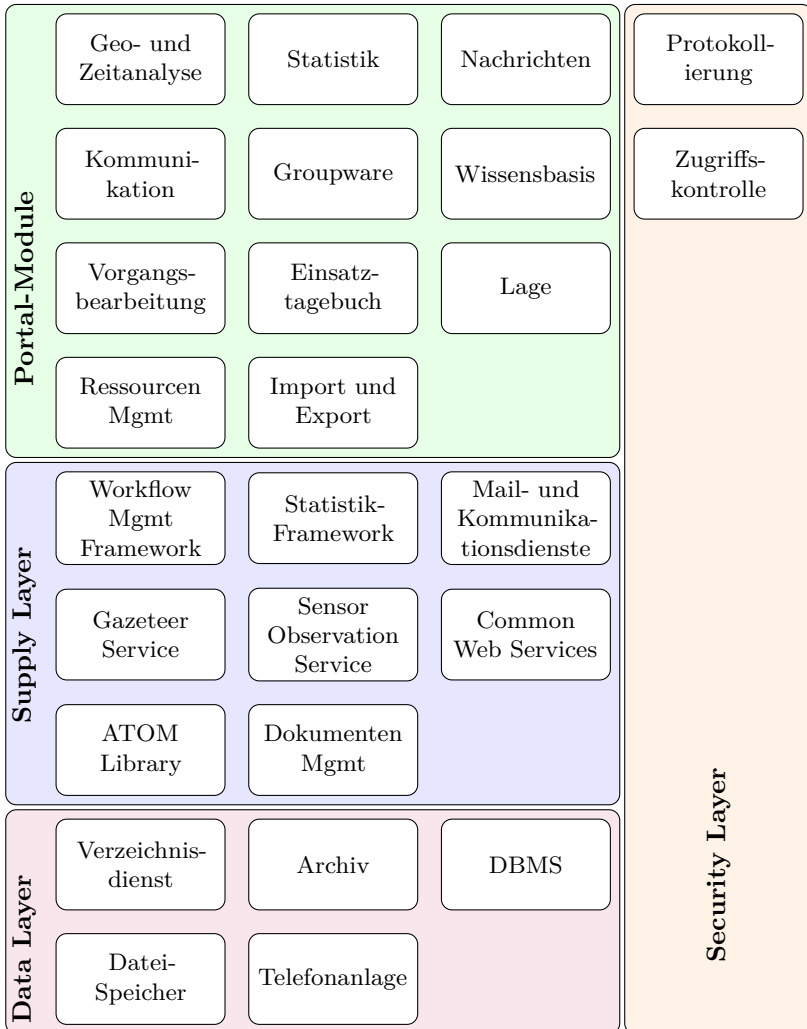 Portal-Module
Geo- und
Zeitanalyse
Statistik
Nachrichten
Kommuni-
kation
Groupware
Wissensbasis
Vorgangs-
bearbeitung
Einsatz-
tagebuch
Lage
Ressourcen
Mgmt
Import und
Export
Supply Layer
Workflow
Mgmt
Framework
Statistik-
Framework
Mail- und
Kommunika-
tionsdienste
Gazeteer
Service
Sensor
Observation
Service
Common
Web Services
ATOM
Library
Dokumenten
Mgmt
Data Layer
Verzeichnis-
dienst
Archiv
DBMS
Datei-
Speicher
Telefonanlage
Security Layer
Protokoll-
ierung
Zugriffs-
kontrolle